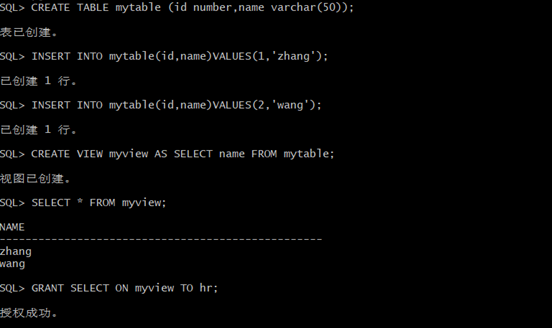 SQL> CREATE TABLE mytable (id number,name varchar(50));
表已创建。
SQL> INSERT INTO mytable(id,name)VALUES(1,'zhang');
已创建 1 行。
SQL> INSERT INTO mytable(id,name)VALUES(2,'wang');
已创建 1 行。
SQL> CREATE VIEW myview AS SELECT name FROM mytable;
视图已创建。
SQL> SELECT * FROM myview;
NAME
--------------------------------------------------
zhang
wang
SQL> GRANT SELECT ON myview TO hr;
授权成功。